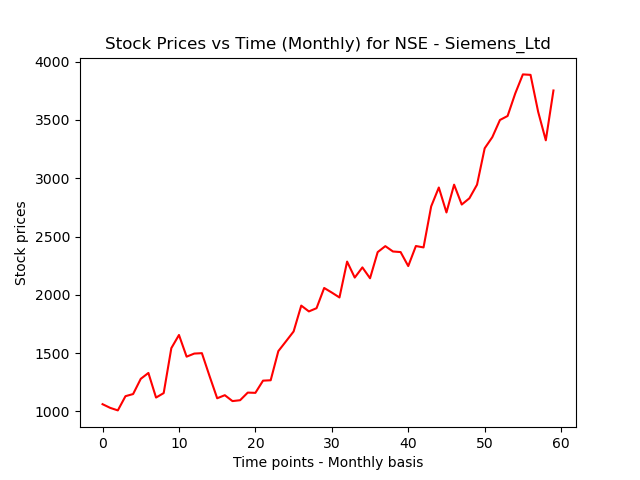 Stock Prices vs Time (Monthly) for NSE - Siemens_Ltd
4000
3500
3000
2500
2000
1500
1000
Stock prices
0 10 20 30 40 50 60
Time points - Monthly basis